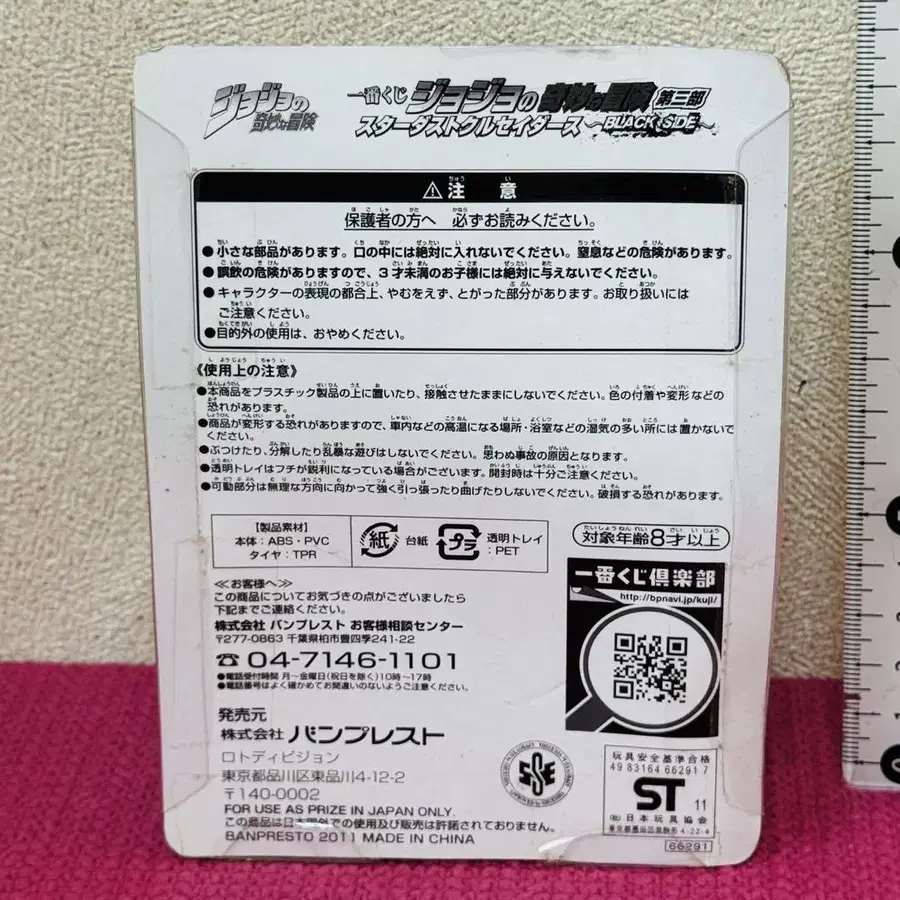 ジョジョの
奇妙な冒険
一番くじ ジョジョの奇妙な冒険 第三部
スターダストクルセイダース ～BLACK SIDE～
⚠注 意
保護者の方へ 必ずお読みください。
●小さな部品があります。口の中には絶対に入れないでください。窒息などの危険があります。
●誤飲の危険がありますので、3才未満のお子様には絶対に与えないでください。
●キャラクターの表現の都合上、やむをえず、とがった部分があります。お取り扱いには
ご注意ください。
●目的外の使用は、おやめください。
《使用上の注意》
●本商品をプラスチック製品の上に置いたり、接触させたままにしないでください。色の付着や変形などの
恐れがあります。
●商品が変形する恐れがありますので、車内などの高温になる場所・浴室などの湿気の多い所には置かないで
ください。
●ぶつけたり、分解したり乱暴な遊びはしないでください。思わぬ事故の原因となります。
●透明トレイはフチが鋭利になっている場合がございます。開封時は十分ご注意ください。
●可動部分は無理な方向に向かって強く引っ張ったり曲げたりしないでください。破損する恐れがあります。
【製品素材】
本体：ABS・PVC
タイヤ：TPR
紙 台紙
プラ 透明トレイ
：PET
対象年齢8才以上
≪お客様へ≫
この商品についてお気づきの点がございましたら
下記までご連絡ください。
株式会社 バンプレスト お客様相談センター
〒277-0863 千葉県柏市豊四季241-22
☎ 04-7146-1101
●電話受付時間 月～金曜日(祝日を除く)10時～17時
●電話番号はよく確かめてお間違いのないようご注意ください。
一番くじ倶楽部
http://bpnavi.jp/kuji/
発売元
株式会社 バンプレスト
ロトディビジョン
東京都品川区東品川4-12-2
〒140-0002
FOR USE AS PRIZE IN JAPAN ONLY.
この商品は日本国外での使用及び販売は許諾されておりません。
BANPRESTO 2011 MADE IN CHINA
玩具安全基準合格
49 83164 66291 7
ST 11
(社)日本玩具協会
東京都墨田区東駒形4-22-4
66291